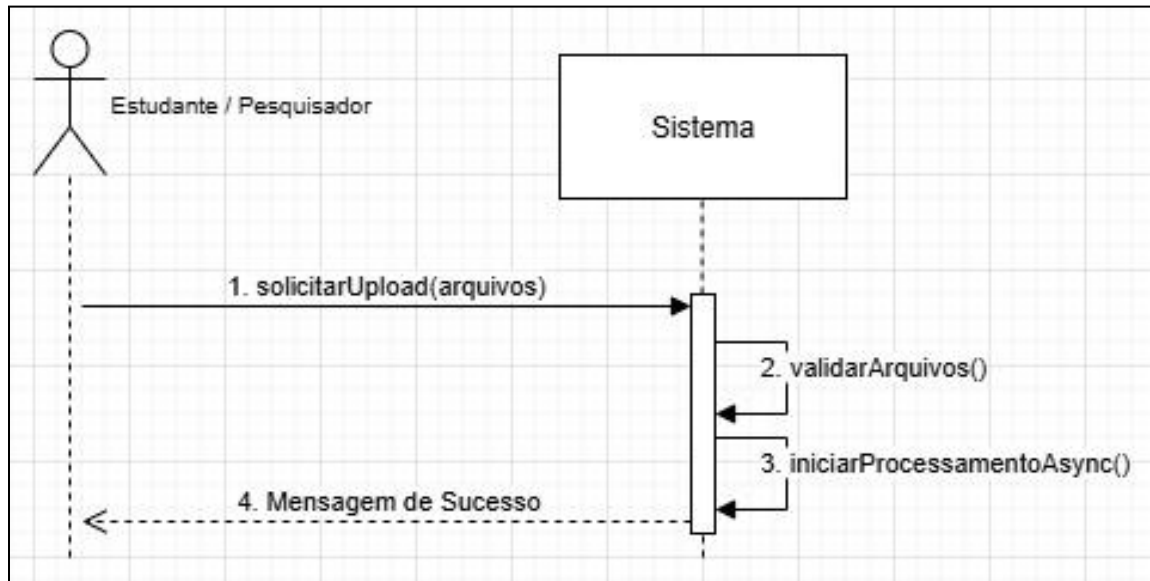 Estudante / Pesquisador
Sistema
1. solicitarUpload(arquivos)
2. validarArquivos()
3. iniciarProcessamentoAsync()
4. Mensagem de Sucesso